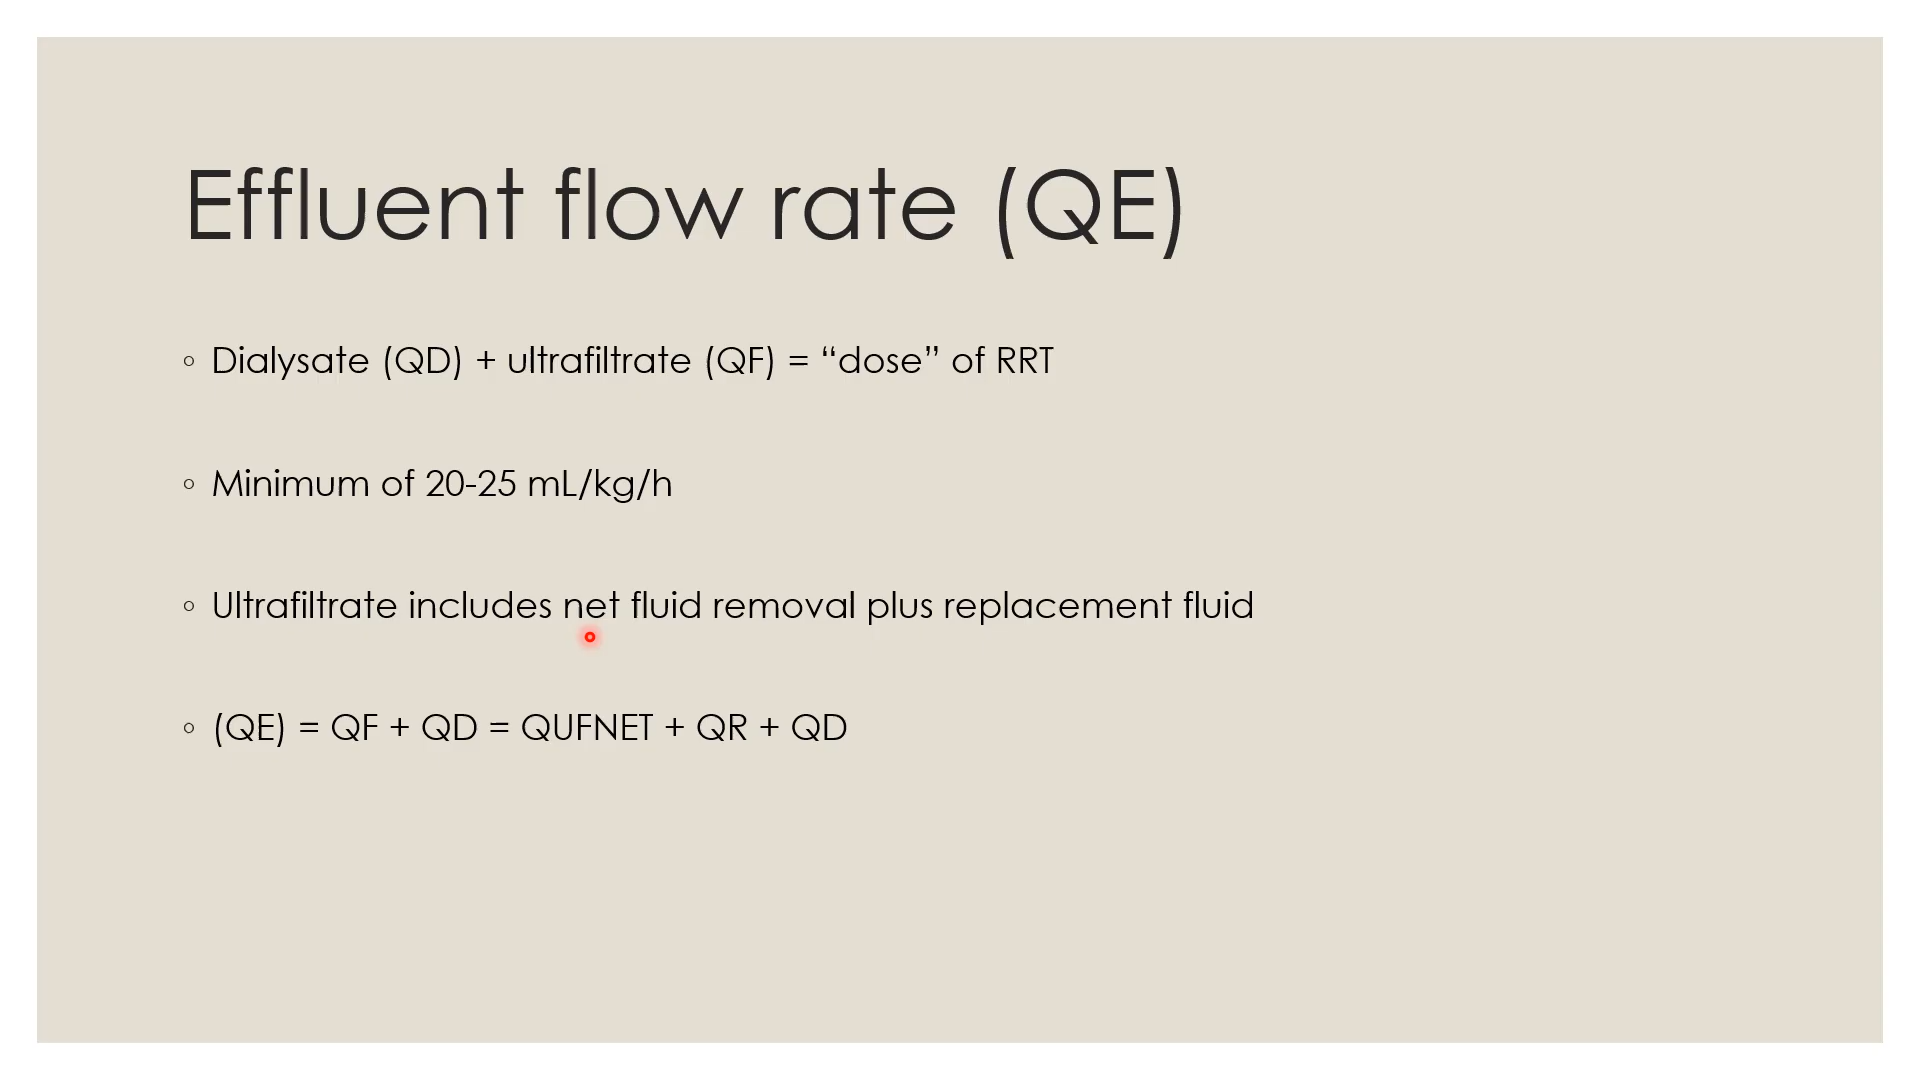 Effluent flow rate (QE)
◦ Dialysate (QD) + ultrafiltrate (QF) = “dose” of RRT
◦ Minimum of 20-25 mL/kg/h
◦ Ultrafiltrate includes net fluid removal plus replacement fluid
◦ (QE) = QF + QD = QUFNET + QR + QD